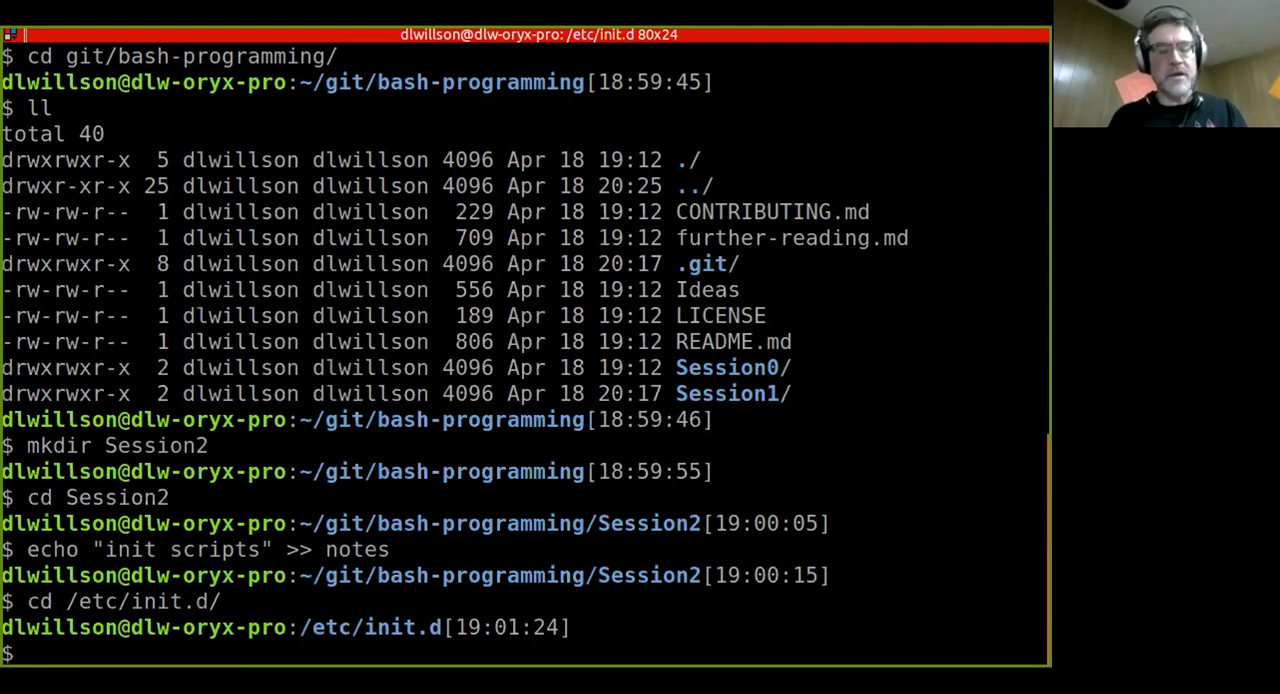 dlwillson@dlw-oryx-pro: /etc/init.d 80x24
$ cd git/bash-programming/
dlwillson@dlw-oryx-pro:~/git/bash-programming[18:59:45]
$ ll
total 40
drwxrwxr-x  5 dlwillson dlwillson 4096 Apr 18 19:12 ./
drwxr-xr-x 25 dlwillson dlwillson 4096 Apr 18 20:25 ../
-rw-rw-r--  1 dlwillson dlwillson  229 Apr 18 19:12 CONTRIBUTING.md
-rw-rw-r--  1 dlwillson dlwillson  709 Apr 18 19:12 further-reading.md
drwxrwxr-x  8 dlwillson dlwillson 4096 Apr 18 20:17 .git/
-rw-rw-r--  1 dlwillson dlwillson  556 Apr 18 19:12 Ideas
-rw-rw-r--  1 dlwillson dlwillson  189 Apr 18 19:12 LICENSE
-rw-rw-r--  1 dlwillson dlwillson  806 Apr 18 19:12 README.md
drwxrwxr-x  2 dlwillson dlwillson 4096 Apr 18 19:12 Session0/
drwxrwxr-x  2 dlwillson dlwillson 4096 Apr 18 20:17 Session1/
dlwillson@dlw-oryx-pro:~/git/bash-programming[18:59:46]
$ mkdir Session2
dlwillson@dlw-oryx-pro:~/git/bash-programming[18:59:55]
$ cd Session2
dlwillson@dlw-oryx-pro:~/git/bash-programming/Session2[19:00:05]
$ echo "init scripts" >> notes
dlwillson@dlw-oryx-pro:~/git/bash-programming/Session2[19:00:15]
$ cd /etc/init.d/
dlwillson@dlw-oryx-pro:/etc/init.d[19:01:24]
$